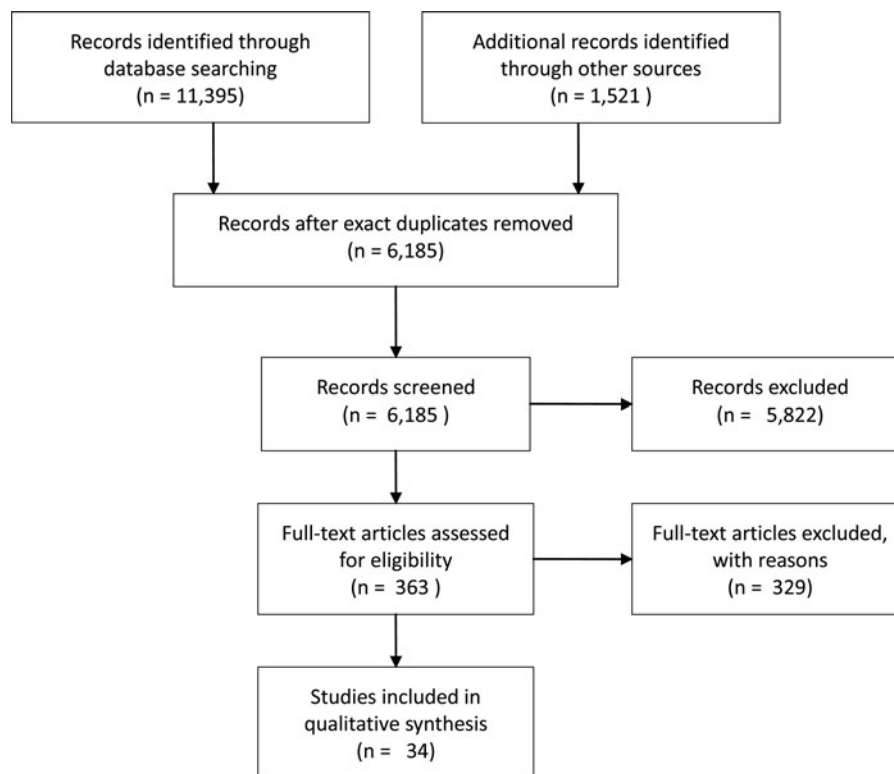 Records identified through
database searching
(n = 11,395)
Additional records identified
through other sources
(n = 1,521 )
Records after exact duplicates removed
(n = 6,185)
Records screened
(n = 6,185 )
Records excluded
(n = 5,822)
Full-text articles assessed
for eligibility
(n = 363 )
Full-text articles excluded,
with reasons
(n = 329)
Studies included in
qualitative synthesis
(n = 34)